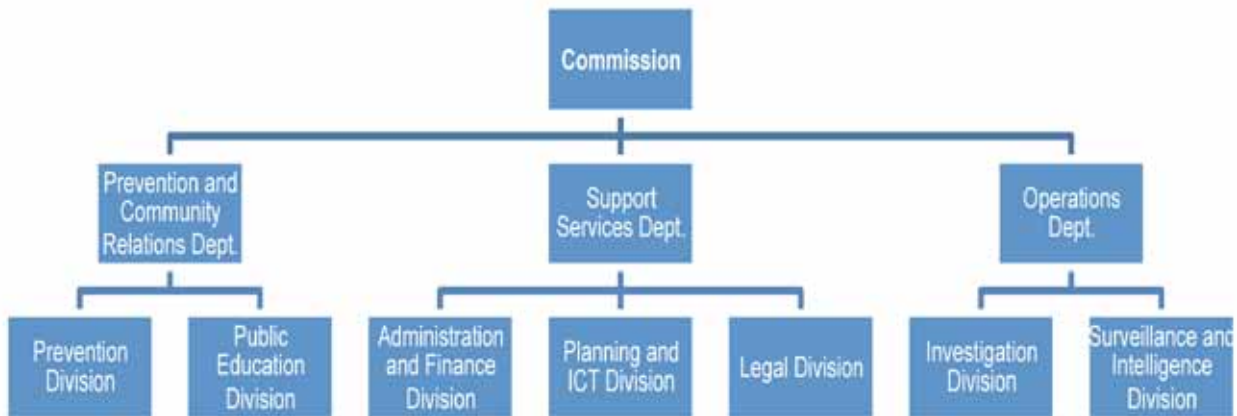 Commission
Prevention and
Community
Relations Dept.
Support
Services Dept.
Operations
Dept.
Prevention
Division
Public
Education
Division
Administration
and Finance
Division
Planning and
ICT Division
Legal Division
Investigation
Division
Surveillance and
Intelligence
Division